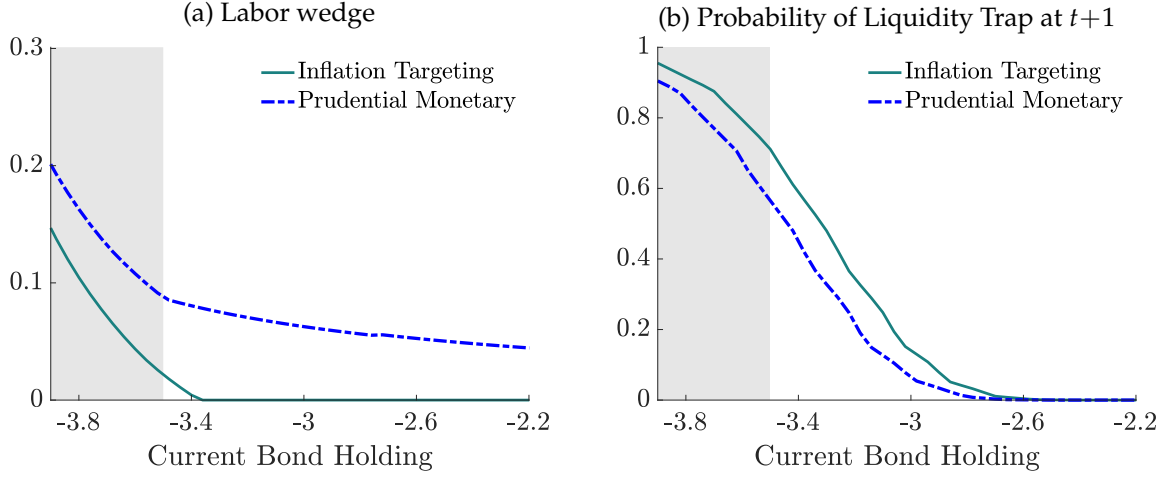 (a) Labor wedge
0.3
0.2
0.1
0
Inflation Targeting
Prudential Monetary
-3.8 -3.4 -3 -2.6 -2.2
Current Bond Holding
(b) Probability of Liquidity Trap at t+1
1
0.8
0.6
0.4
0.2
0
Inflation Targeting
Prudential Monetary
-3.8 -3.4 -3 -2.6 -2.2
Current Bond Holding